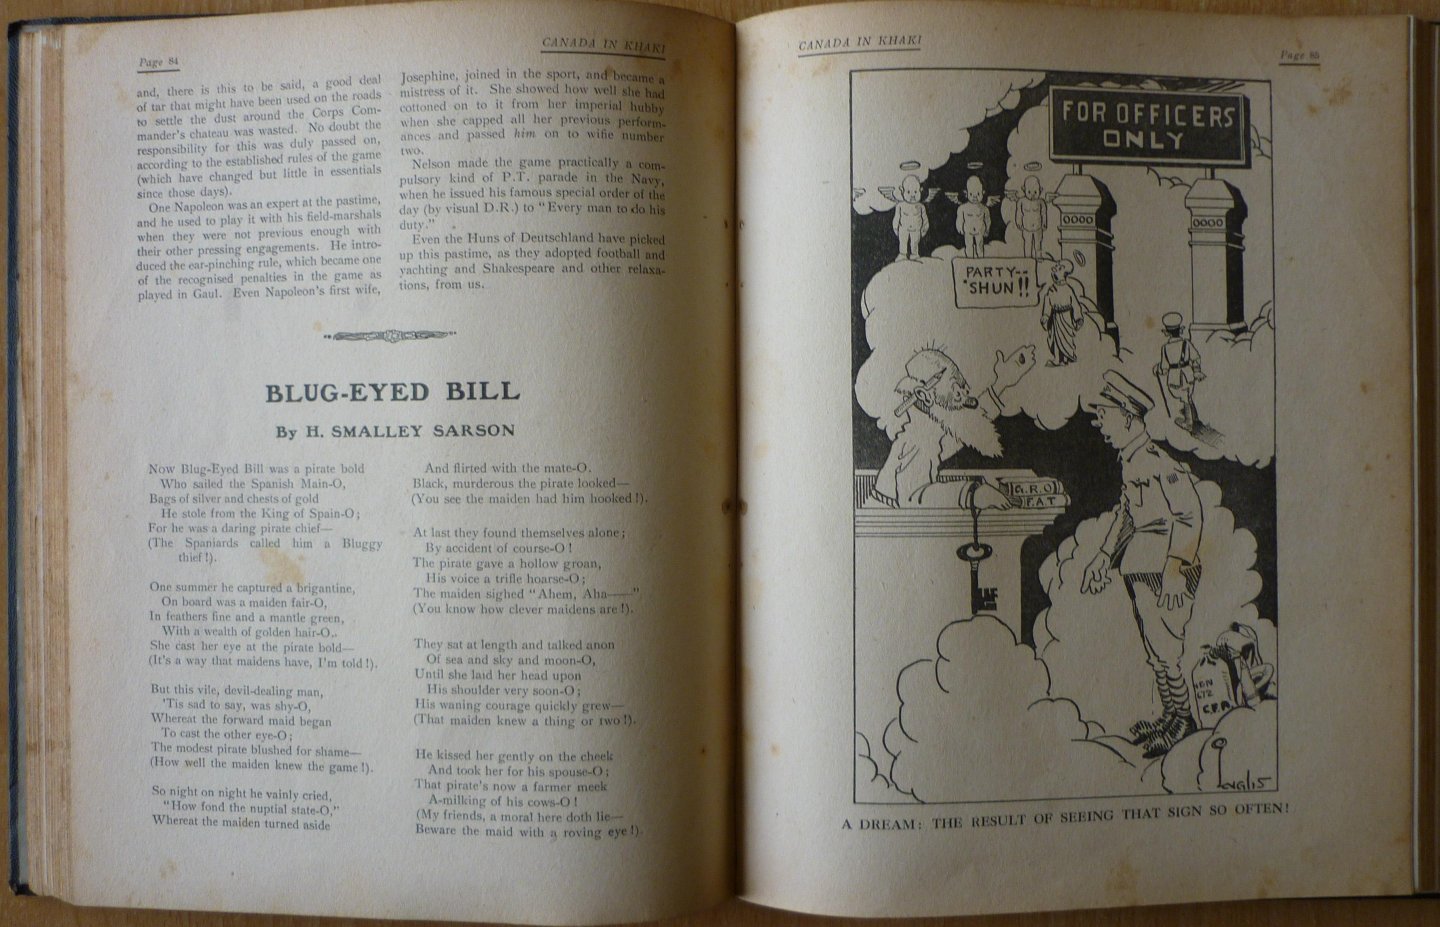 Page 84
CANADA IN KHAKI
and, there is this to be said, a good deal
of tar that might have been used on the roads
to settle the dust around the Corps Com-
mander's chateau was wasted. No doubt the
responsibility for this was duly passed on,
according to the established rules of the game
(which have changed but little in essentials
since those days).
One Napoleon was an expert at the pastime,
and he used to play it with his field-marshals
when they were not previous enough with
their other pressing engagements. He intro-
duced the ear-pinching rule, which became one
of the recognised penalties in the game as
played in Gaul. Even Napoleon's first wife,
Josephine, joined in the sport, and became a
mistress of it. She showed how well she had
cottoned on to it from her imperial hubby
when she capped all her previous perform-
ances and passed him on to wifie number
two.
Nelson made the game practically a com-
pulsory kind of P.T. parade in the Navy,
when he issued his famous special order of the
day (by visual D.R.) to "Every man to do his
duty."
Even the Huns of Deutschland have picked
up this pastime, as they adopted football and
yachting and Shakespeare and other relaxa-
tions, from us.
BLUG-EYED BILL
By H. SMALLEY SARSON
Now Blug-Eyed Bill was a pirate bold
Who sailed the Spanish Main-O,
Bags of silver and chests of gold
He stole from the King of Spain-O;
For he was a daring pirate chief—
(The Spaniards called him a Bluggy
thief!).
One summer he captured a brigantine,
On board was a maiden fair-O,
In feathers fine and a mantle green,
With a wealth of golden hair-O..
She cast her eye at the pirate bold—
(It's a way that maidens have, I'm told!).
But this vile, devil-dealing man,
'Tis sad to say, was shy-O,
Whereat the forward maid began
To cast the other eye-O;
The modest pirate blushed for shame—
(How well the maiden knew the game!).
So night on night he vainly cried,
"How fond the nuptial state-O,"
Whereat the maiden turned aside
And flirted with the mate-O.
Black, murderous the pirate looked—
(You see the maiden had him hooked!).
At last they found themselves alone;
By accident of course-O!
The pirate gave a hollow groan,
His voice a trifle hoarse-O;
The maiden sighed "Ahem, Aha——"
(You know how clever maidens are!).
They sat at length and talked anon
Of sea and sky and moon-O,
Until she laid her head upon
His shoulder very soon-O;
His waning courage quickly grew—
(That maiden knew a thing or two!).
He kissed her gently on the cheek
And took her for his spouse-O;
That pirate's now a farmer meek
A-milking of his cows-O!
(My friends, a moral here doth lie—
Beware the maid with a roving eye!).
CANADA IN KHAKI
Page 85
FOR OFFICERS
ONLY
PARTY--
'SHUN!!
G.R.O
F.A.T
C.F.A
A DREAM: THE RESULT OF SEEING THAT SIGN SO OFTEN!